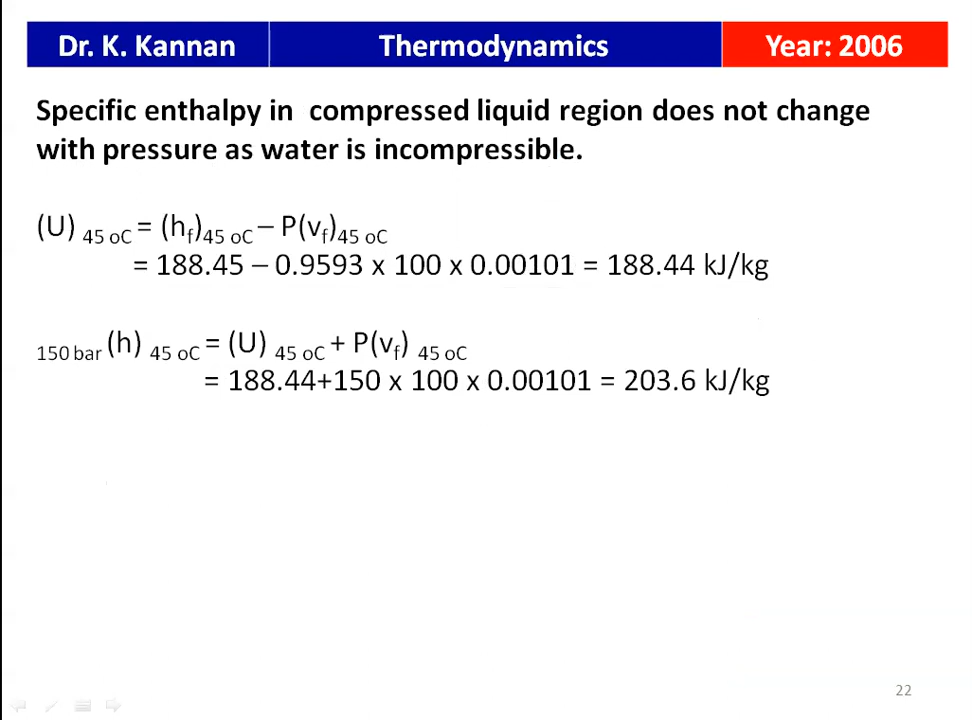 Dr. K. Kannan Thermodynamics Year: 2006
Specific enthalpy in compressed liquid region does not change
with pressure as water is incompressible.
(U) 45 oC = (hf)45 oC – P(vf)45 oC
= 188.45 – 0.9593 x 100 x 0.00101 = 188.44 kJ/kg
150 bar (h) 45 oC = (U) 45 oC + P(vf) 45 oC
= 188.44+150 x 100 x 0.00101 = 203.6 kJ/kg
22